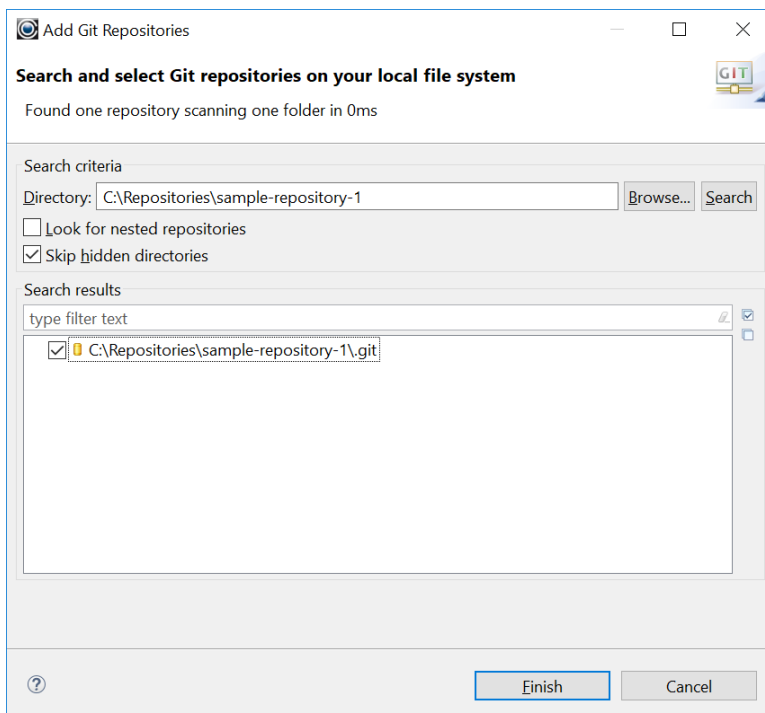 Add Git Repositories
Search and select Git repositories on your local file system
GIT
Found one repository scanning one folder in 0ms
Search criteria
Directory: C:\Repositories\sample-repository-1 Browse... Search
Look for nested repositories
Skip hidden directories
Search results
type filter text
C:\Repositories\sample-repository-1\.git
? Finish Cancel